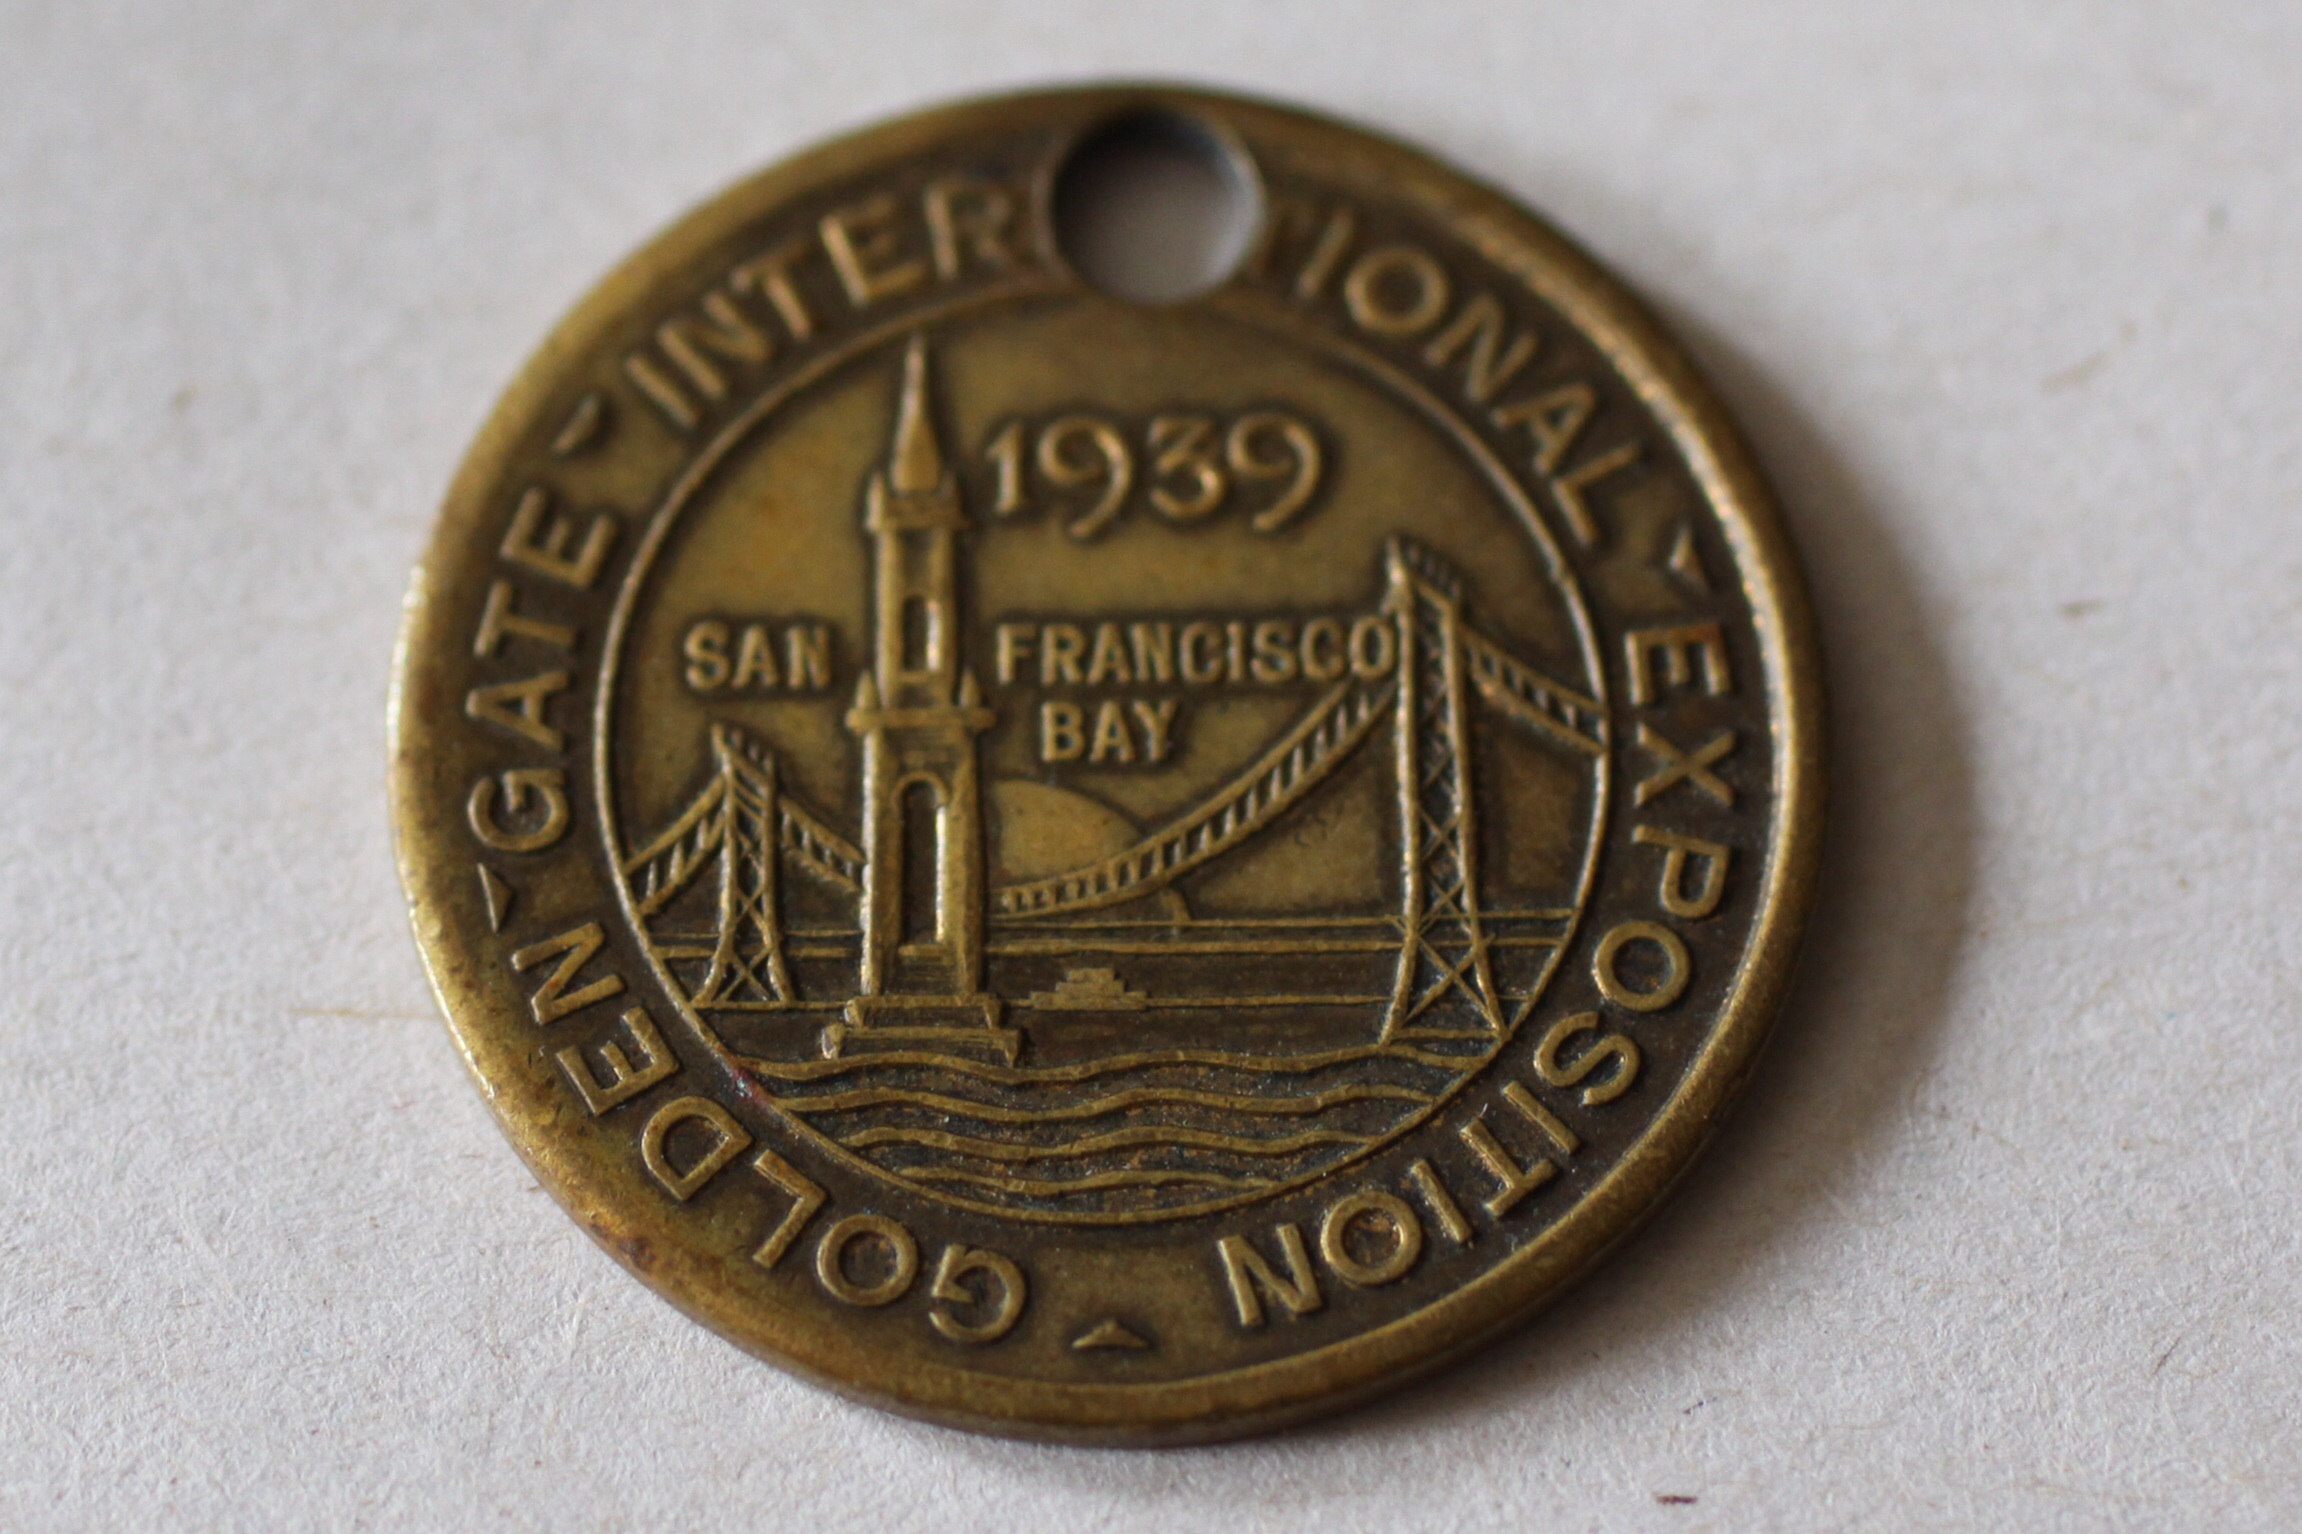 GOLDEN GATE INTER TIONAL EXPOSITION
1939
SAN FRANCISCO
BAY